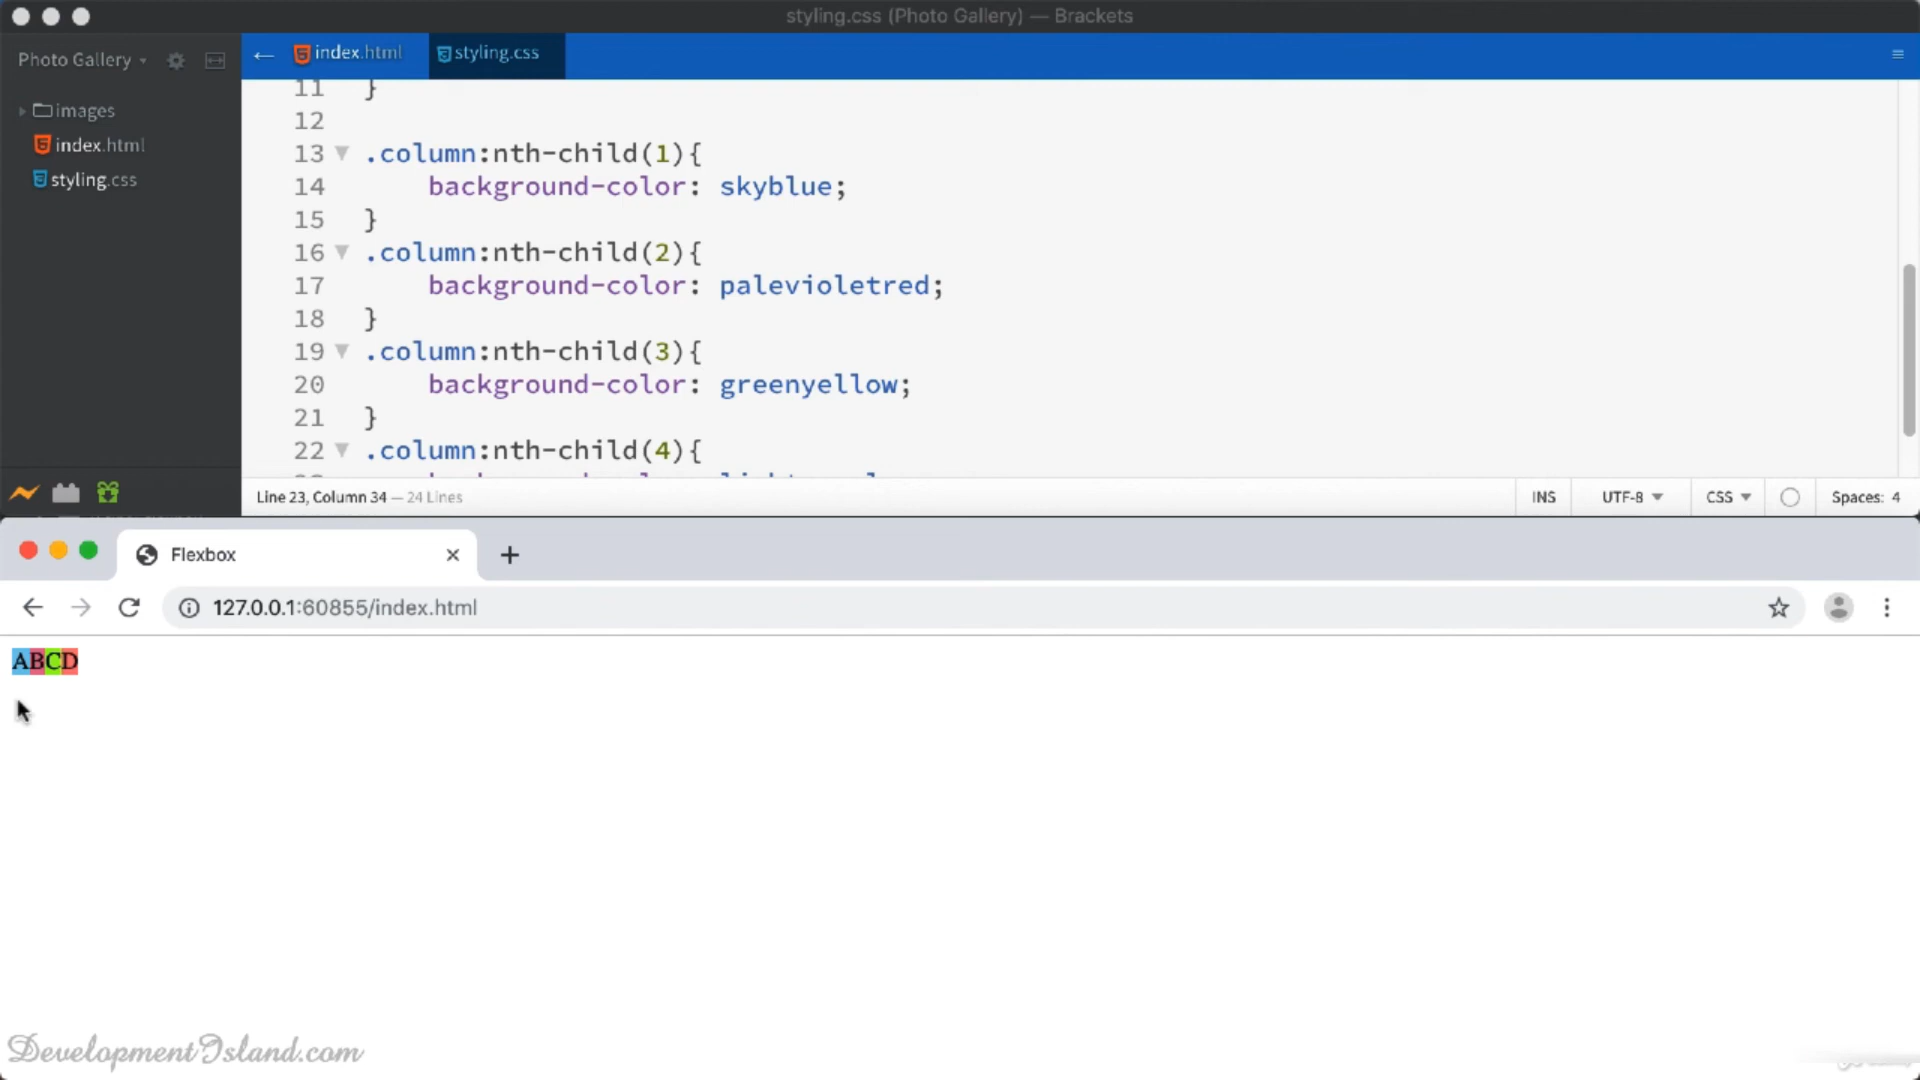 styling.css (Photo Gallery) — Brackets
Photo Gallery
index.html
styling.css
images
index.html
styling.css
11 }
12
13 .column:nth-child(1){
14 background-color: skyblue;
15 }
16 .column:nth-child(2){
17 background-color: palevioletred;
18 }
19 .column:nth-child(3){
20 background-color: greenyellow;
21 }
22 .column:nth-child(4){
Line 23, Column 34 — 24 Lines
INS
UTF-8
CSS
Spaces: 4
Flexbox
127.0.0.1:60855/index.html
ABCD
DevelopmentIsland.com